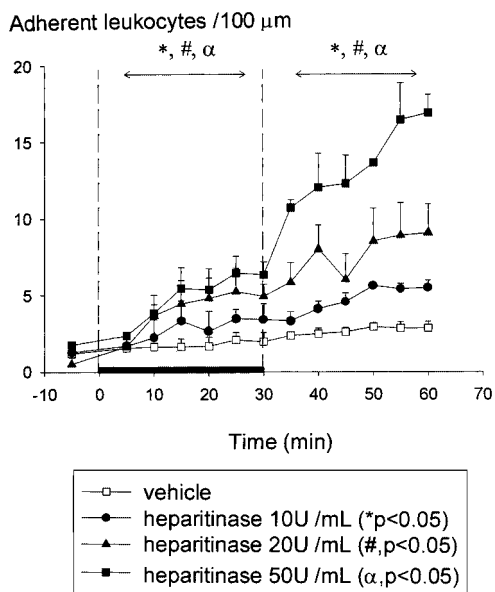 Adherent leukocytes /100 μm
*, #, α *, #, α
20
15
10
5
0
-10 0 10 20 30 40 50 60 70
Time (min)
vehicle
heparitinase 10U /mL (*p<0.05)
heparitinase 20U /mL (#,p<0.05)
heparitinase 50U /mL (α,p<0.05)